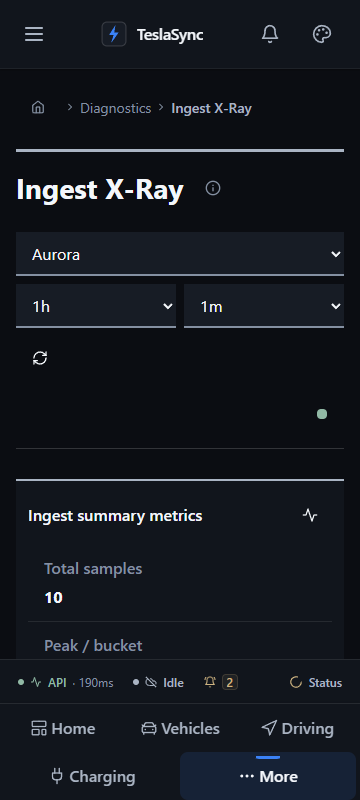 TeslaSync
Diagnostics Ingest X-Ray
Ingest X-Ray
Aurora
1h 1m
Ingest summary metrics
Total samples
10
Peak / bucket
API · 190ms Idle 2 Status
Home Vehicles Driving
Charging More